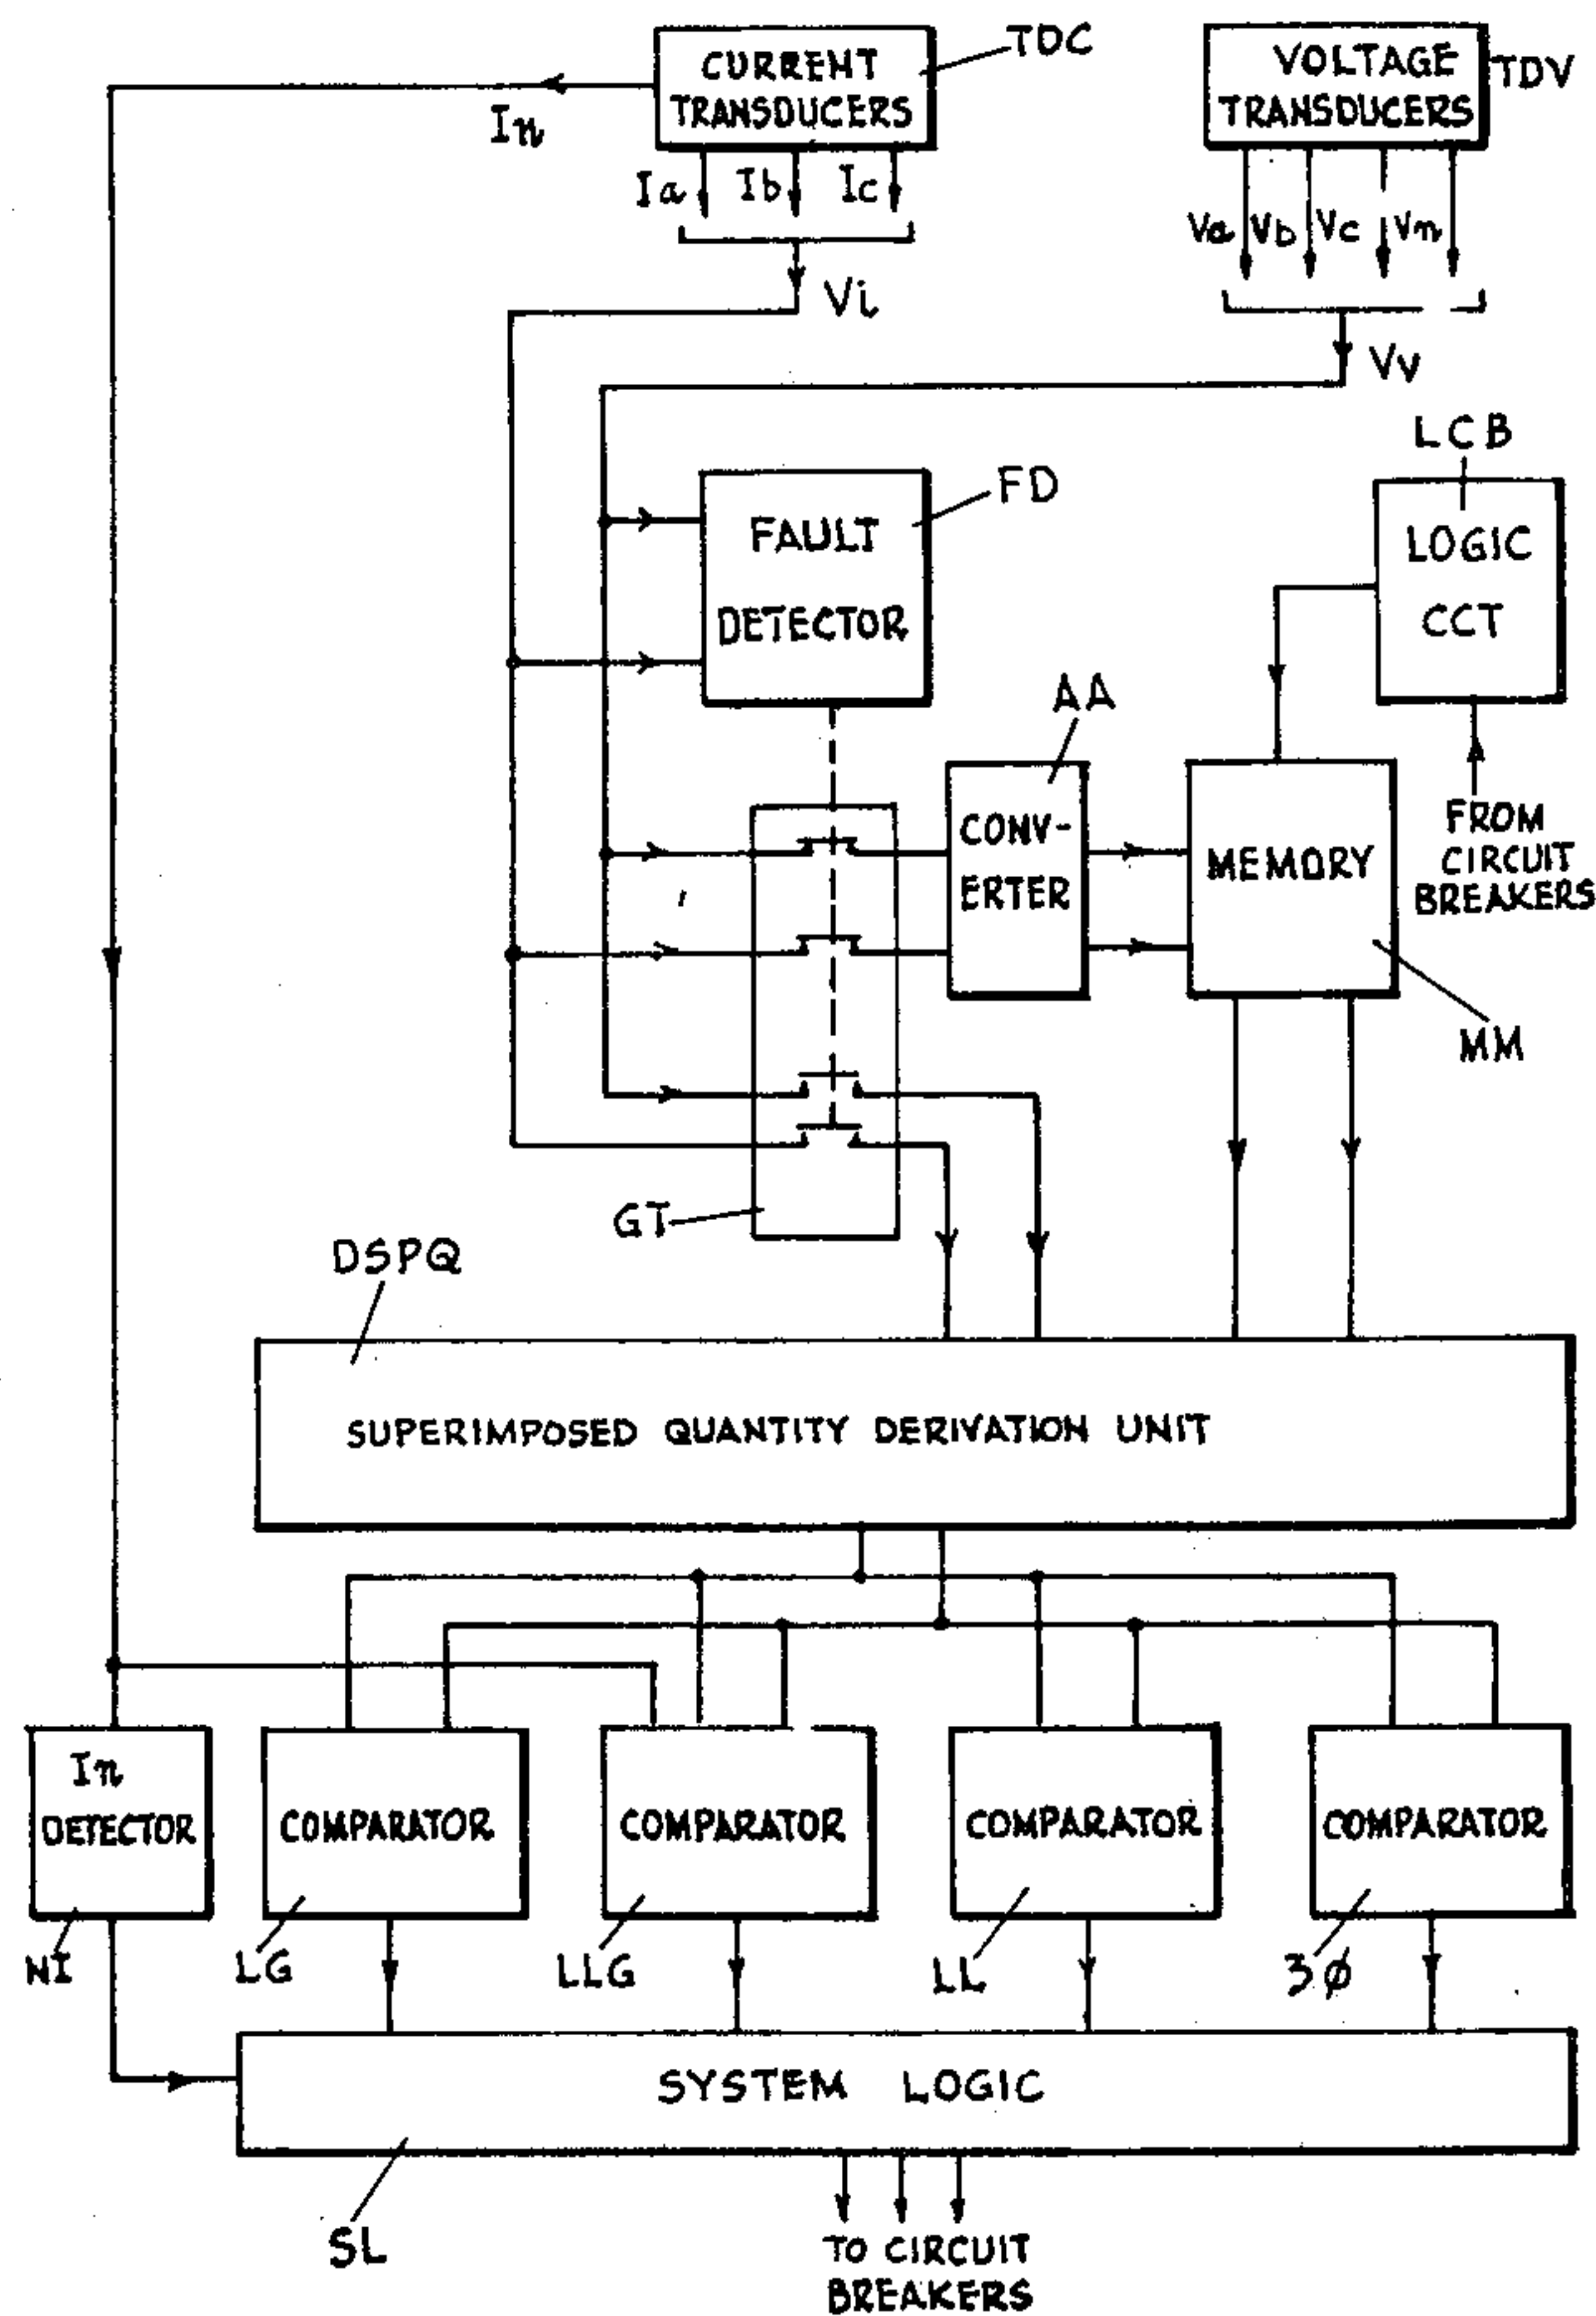 TDC
CURRENT
TRANSDUCERS
VOLTAGE
TRANSDUCERS
TDV
In
Ia
Ib
Ic
Va
Vb
Vc
Vn
Vi
Vv
LCB
FD
FAULT
DETECTOR
LOGIC
CCT
AA
CONV-
ERTER
MEMORY
FROM
CIRCUIT
BREAKERS
MM
GT
DSPQ
SUPERIMPOSED QUANTITY DERIVATION UNIT
In
DETECTOR
COMPARATOR
COMPARATOR
COMPARATOR
COMPARATOR
NI
LG
LLG
LL
3ø
SYSTEM LOGIC
SL
TO CIRCUIT
BREAKERS